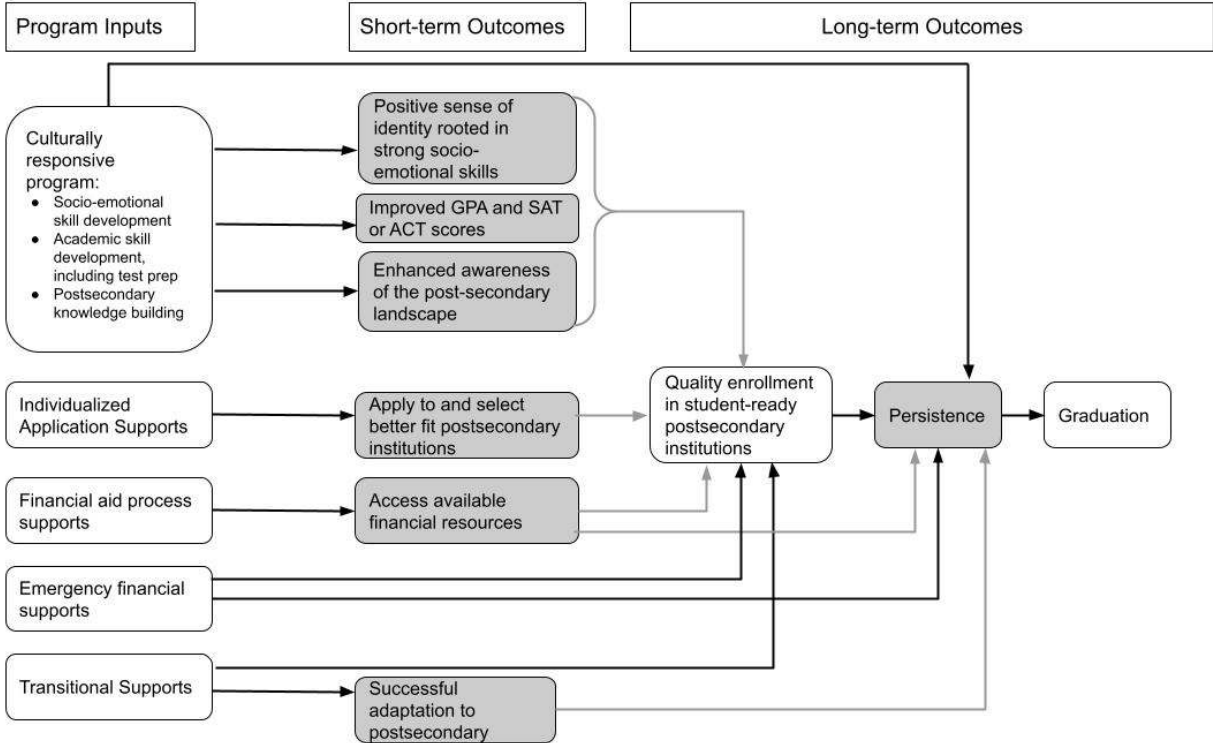 Program Inputs
Short-term Outcomes
Long-term Outcomes
Culturally
responsive
program:
● Socio-emotional
skill development
● Academic skill
development,
including test prep
● Postsecondary
knowledge building
Positive sense of
identity rooted in
strong socio-
emotional skills
Improved GPA and SAT
or ACT scores
Enhanced awareness
of the post-secondary
landscape
Individualized
Application Supports
Apply to and select
better fit postsecondary
institutions
Quality enrollment
in student-ready
postsecondary
institutions
Persistence
Graduation
Financial aid process
supports
Access available
financial resources
Emergency financial
supports
Transitional Supports
Successful
adaptation to
postsecondary